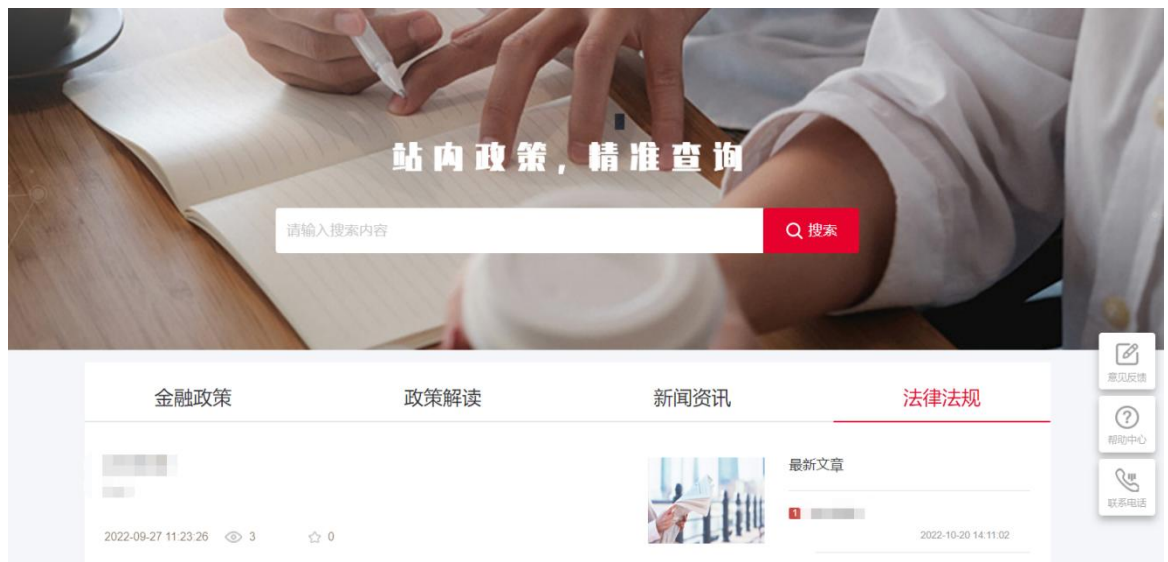 站内政策，精准查询
请输入搜索内容
搜索
金融政策 政策解读 新闻资讯 法律法规
意见反馈
帮助中心
联系电话
2022-09-27 11:23:26 3 0
最新文章
1
2022-10-20 14:11:02